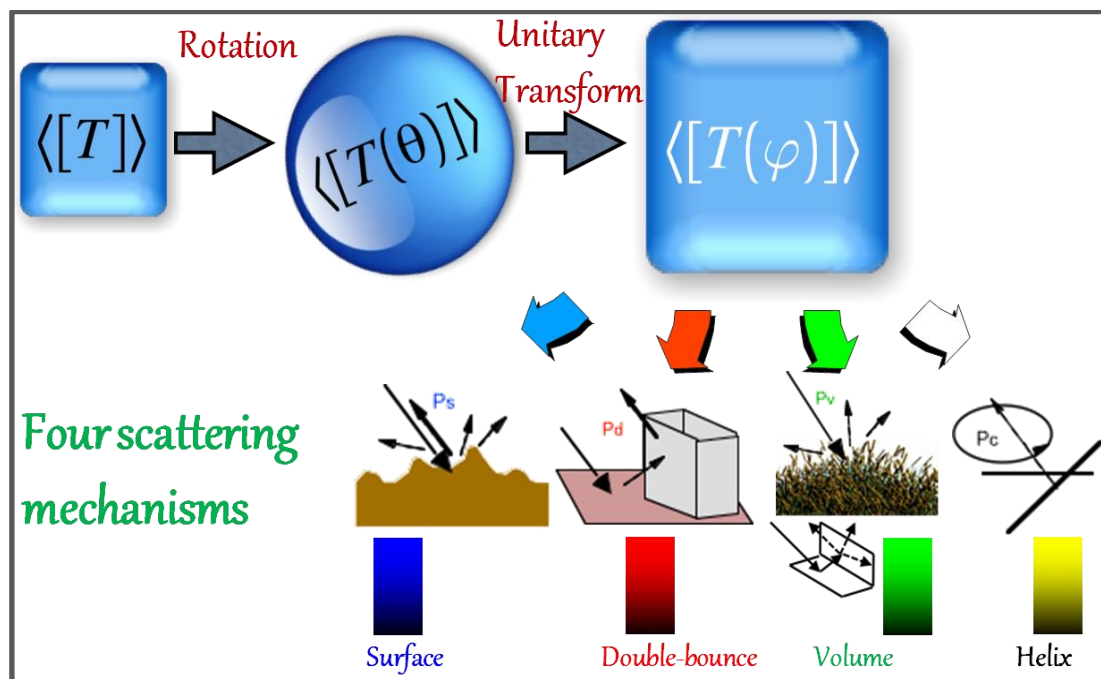 Rotation
Unitary
Transform
⟨[T]⟩
⟨[T(θ)]⟩
⟨[T(φ)]⟩
Four scattering
mechanisms
Ps
Pd
Pv
Pc
Surface
Double-bounce
Volume
Helix